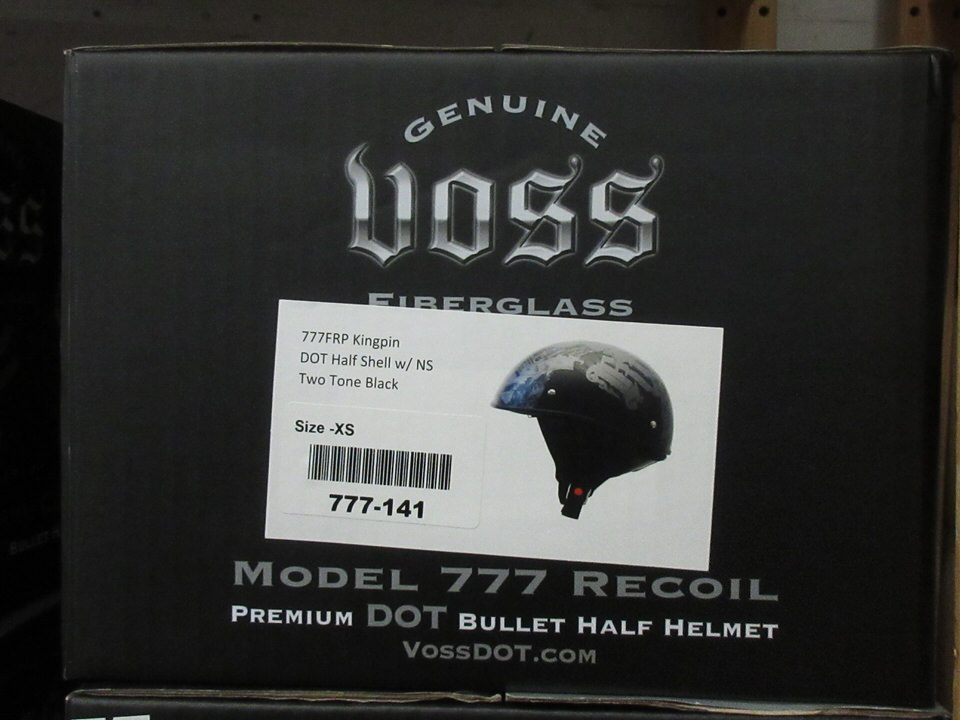 GENUINE
VOSS
FIBERGLASS
777FRP Kingpin
DOT Half Shell w/ NS
Two Tone Black
Size -XS
777-141
MODEL 777 RECOIL
PREMIUM DOT BULLET HALF HELMET
VOSSDOT.COM